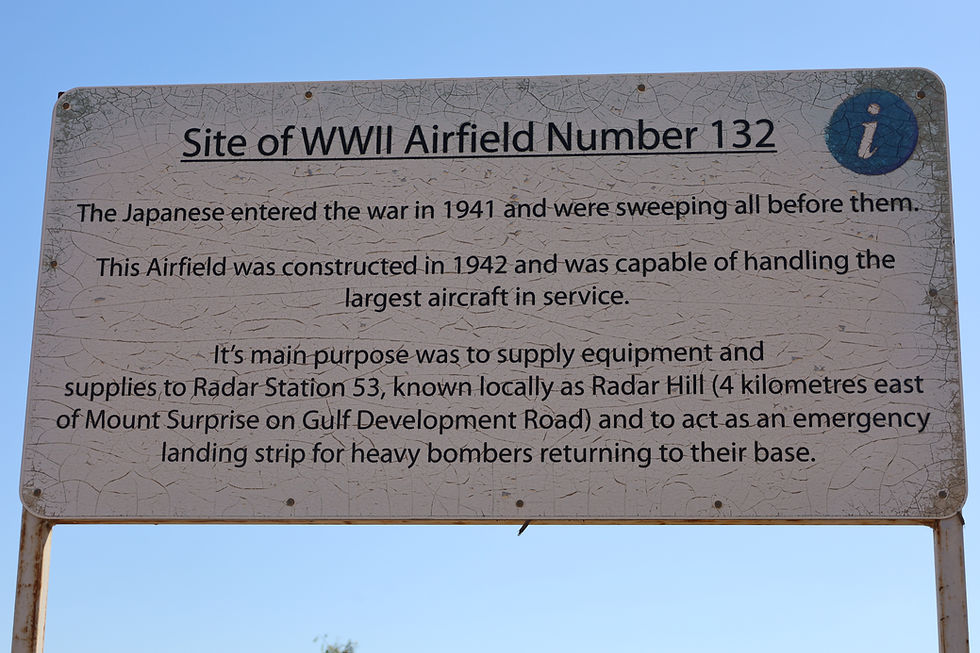 Site of WWII Airfield Number 132
i
The Japanese entered the war in 1941 and were sweeping all before them.
This Airfield was constructed in 1942 and was capable of handling the
largest aircraft in service.
It's main purpose was to supply equipment and
supplies to Radar Station 53, known locally as Radar Hill (4 kilometres east
of Mount Surprise on Gulf Development Road) and to act as an emergency
landing strip for heavy bombers returning to their base.